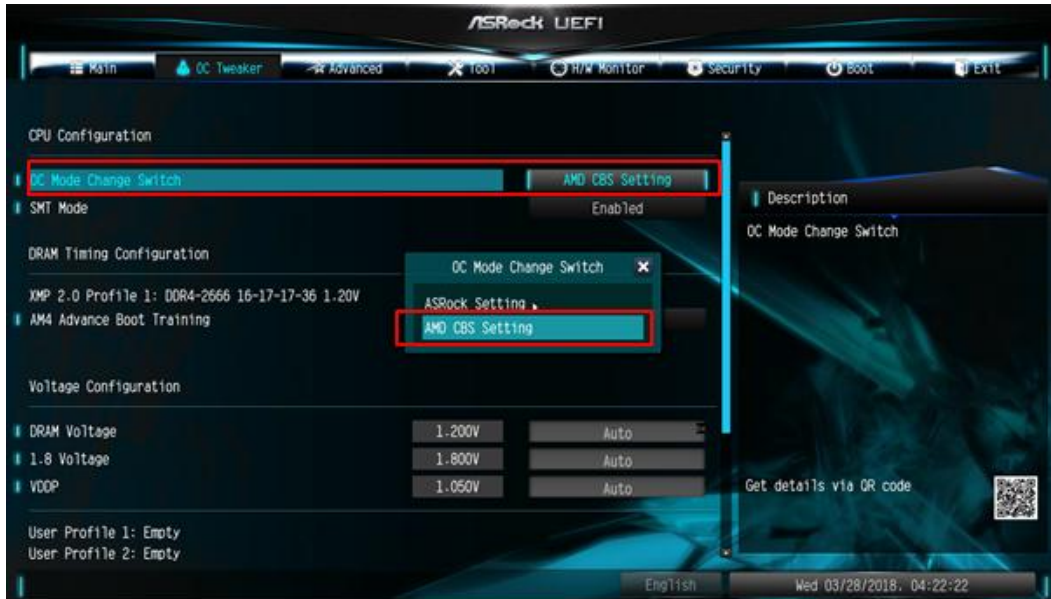 ASRock UEFI
Main OC Tweaker Advanced Tool H/W Monitor Security Boot Exit
CPU Configuration
OC Mode Change Switch AMD CBS Setting
SMT Mode Enabled
DRAM Timing Configuration
XMP 2.0 Profile 1: DDR4-2666 16-17-17-36 1.20V
AM4 Advance Boot Training
OC Mode Change Switch
ASRock Setting
AMD CBS Setting
Voltage Configuration
DRAM Voltage 1.200V Auto
1.8 Voltage 1.800V Auto
VDDP 1.050V Auto
User Profile 1: Empty
User Profile 2: Empty
Description
OC Mode Change Switch
Get details via QR code
English Wed 03/28/2018. 04:22:22